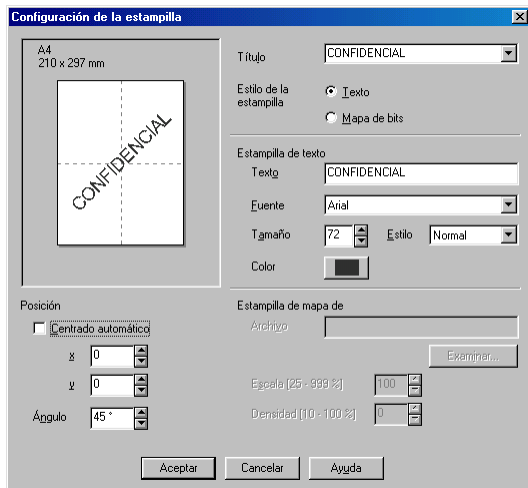 Configuración de la estampilla
A4
210 x 297 mm
CONFIDENCIAL
Título CONFIDENCIAL
Estilo de la
estampilla
Texto
Mapa de bits
Estampilla de texto
Texto CONFIDENCIAL
Fuente Arial
Tamaño 72 Estilo Normal
Color
Posición
Centrado automático
x 0
y 0
Ángulo 45 °
Estampilla de mapa de
Archivo
Examinar...
Escala [25 - 999 %] 100
Densidad [10 - 100 %] 0
Aceptar Cancelar Ayuda